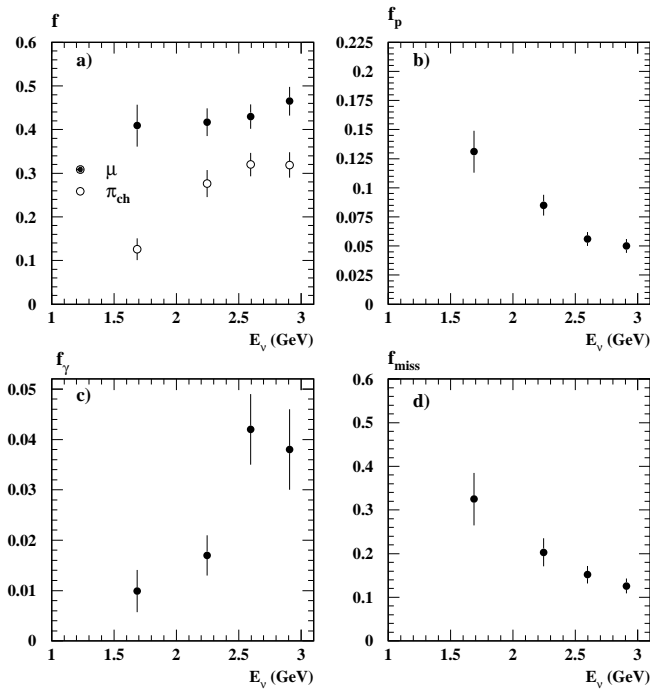 f
a)
0.6
0.5
0.4
0.3
0.2
0.1
0
μ
π_ch
1 1.5 2 2.5 3
E_ν (GeV)
f_p
b)
0.225
0.2
0.175
0.15
0.125
0.1
0.075
0.05
0.025
0
1 1.5 2 2.5 3
E_ν (GeV)
f_γ
c)
0.05
0.04
0.03
0.02
0.01
0
1 1.5 2 2.5 3
E_ν (GeV)
f_miss
d)
0.6
0.5
0.4
0.3
0.2
0.1
0
1 1.5 2 2.5 3
E_ν (GeV)